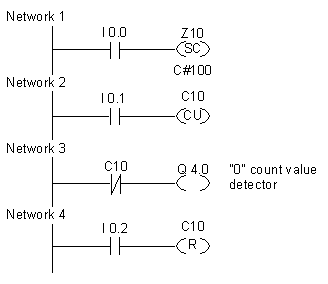 Network 1
I 0.0 Z10
SC
C#100
Network 2
I 0.1 C10
CU
Network 3
C10 Q 4.0 "0" count value
detector
Network 4
I 0.2 C10
R